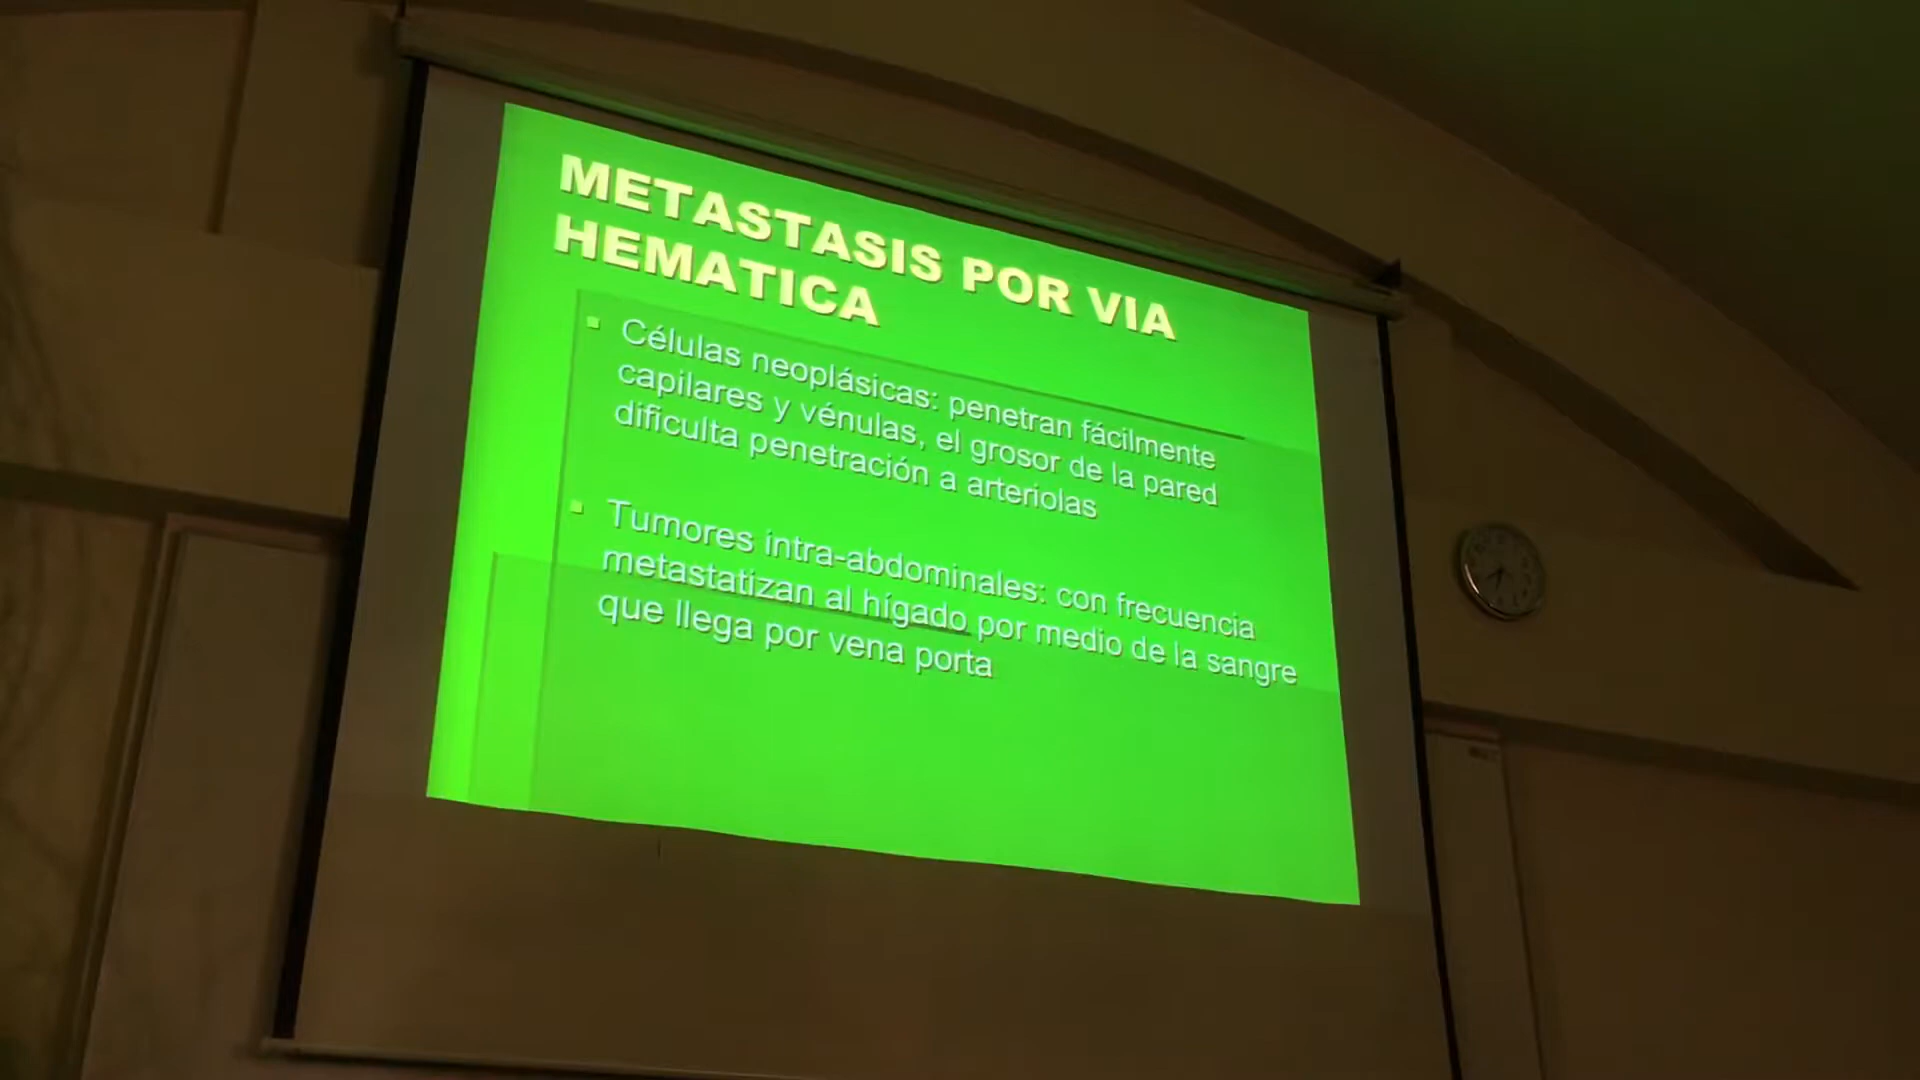 METASTASIS POR VIA
HEMATICA
Células neoplásicas: penetran fácilmente
capilares y vénulas, el grosor de la pared
dificulta penetración a arteriolas
Tumores intra-abdominales: con frecuencia
metastatizan al hígado por medio de la sangre
que llega por vena porta